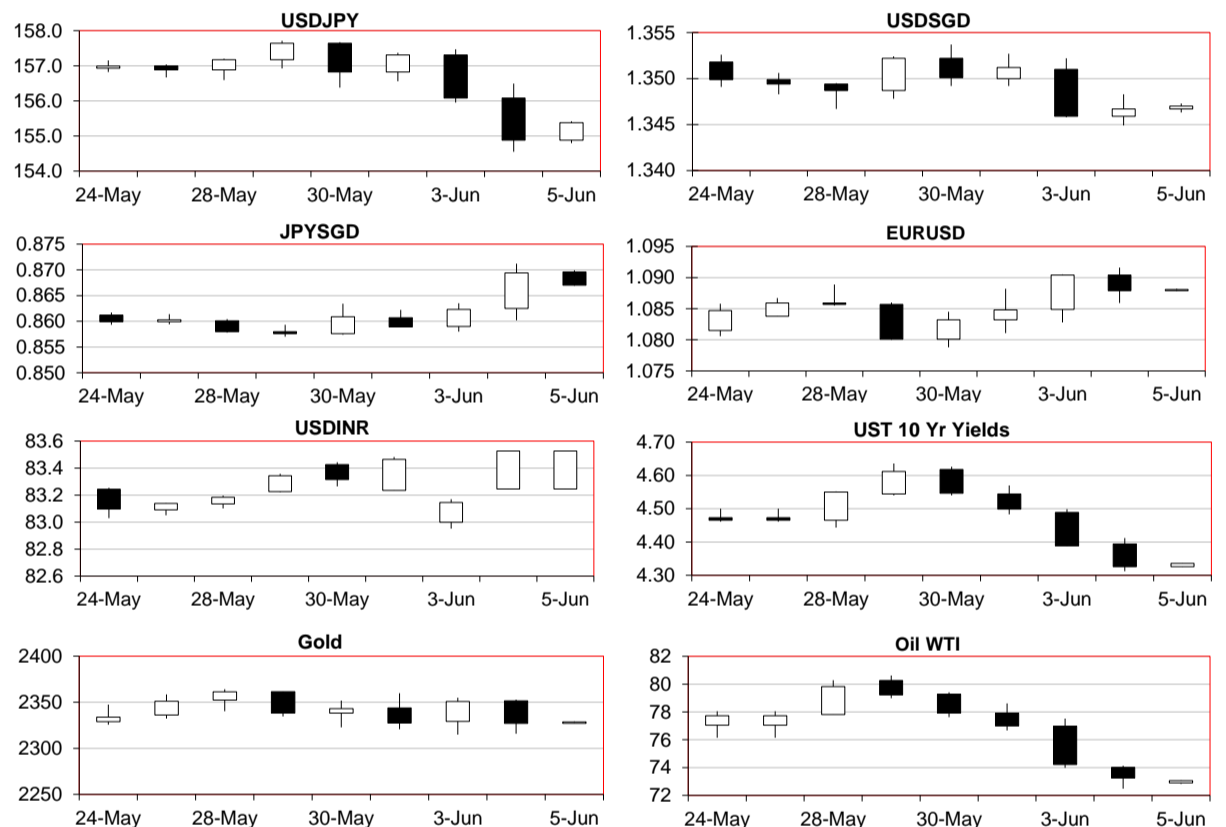 USDJPY
158.0
157.0
156.0
155.0
154.0
24-May 28-May 30-May 3-Jun 5-Jun
USDSGD
1.355
1.350
1.345
1.340
24-May 28-May 30-May 3-Jun 5-Jun
JPYSGD
0.875
0.870
0.865
0.860
0.855
0.850
24-May 28-May 30-May 3-Jun 5-Jun
EURUSD
1.095
1.090
1.085
1.080
1.075
24-May 28-May 30-May 3-Jun 5-Jun
USDINR
83.6
83.4
83.2
83.0
82.8
82.6
24-May 28-May 30-May 3-Jun 5-Jun
UST 10 Yr Yields
4.70
4.60
4.50
4.40
4.30
24-May 28-May 30-May 3-Jun 5-Jun
Gold
2400
2350
2300
2250
24-May 28-May 30-May 3-Jun 5-Jun
Oil WTI
82
80
78
76
74
72
24-May 28-May 30-May 3-Jun 5-Jun